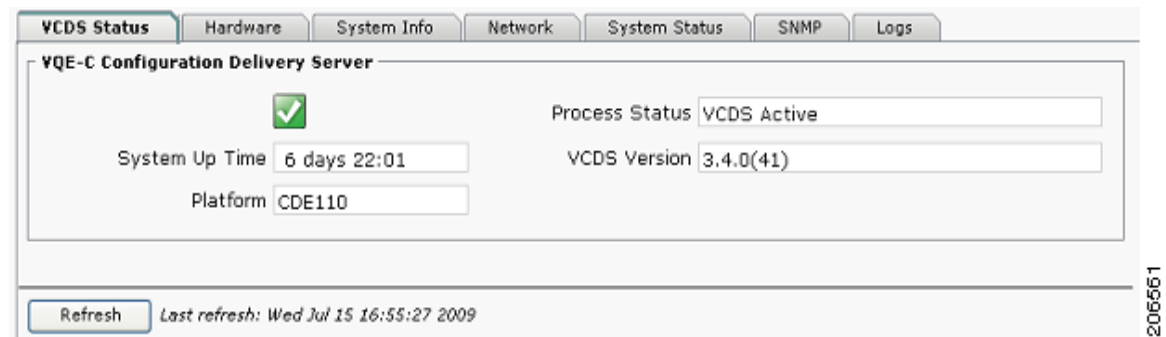 VCDS Status Hardware System Info Network System Status SNMP Logs
VQE-C Configuration Delivery Server
Process Status VCDS Active
System Up Time 6 days 22:01 VCDS Version 3.4.0(41)
Platform CDE110
Refresh Last refresh: Wed Jul 15 16:55:27 2009
206561